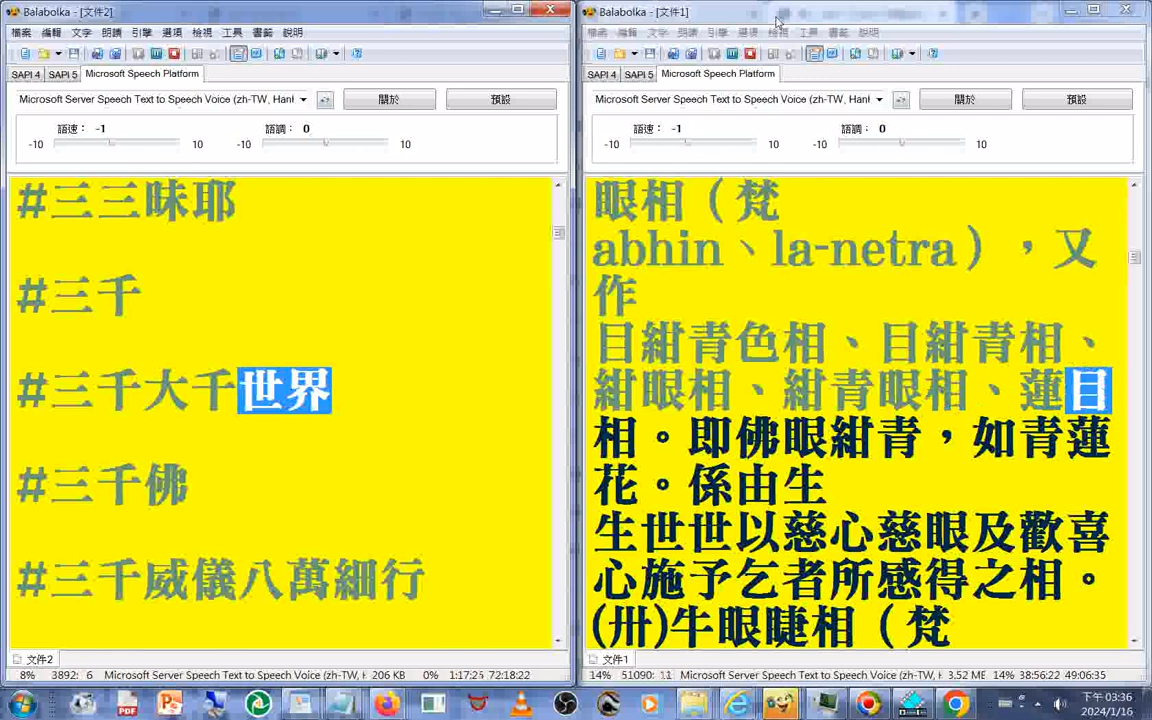 Balabolka - [文件2]
檔案 編輯 文字 朗讀 引擎 選項 檢視 工具 書籤 說明
SAPI 4 SAPI 5 Microsoft Speech Platform
Microsoft Server Speech Text to Speech Voice (zh-TW, Hanl 關於 預設
語速： -1 語調： 0
-10 10 -10 10
#三三昧耶
#三千
#三千大千世界
#三千佛
#三千威儀八萬細行
文件2
8% 3892: 6 Microsoft Server Speech Text to Speech Voice (zh-TW, H 206 KB 0% 1:17:25 72:18:22
Balabolka - [文件1]
檔案 編輯 文字 朗讀 引擎 選項 檢視 工具 書籤 說明
SAPI 4 SAPI 5 Microsoft Speech Platform
Microsoft Server Speech Text to Speech Voice (zh-TW, Hanl 關於 預設
語速： -1 語調： 0
-10 10 -10 10
眼相（梵
abhin、la-netra），又
作
目紺青色相、目紺青相、
紺眼相、紺青眼相、蓮目
相。即佛眼紺青，如青蓮
花。係由生
生世世以慈心慈眼及歡喜
心施予乞者所感得之相。
(卅)牛眼睫相（梵
文件1
14% 51090: 11 Microsoft Server Speech Text to Speech Voice (zh-TW, H 3.52 ME 14% 38:56:22 49:06:35
下午 03:36
2024/1/16